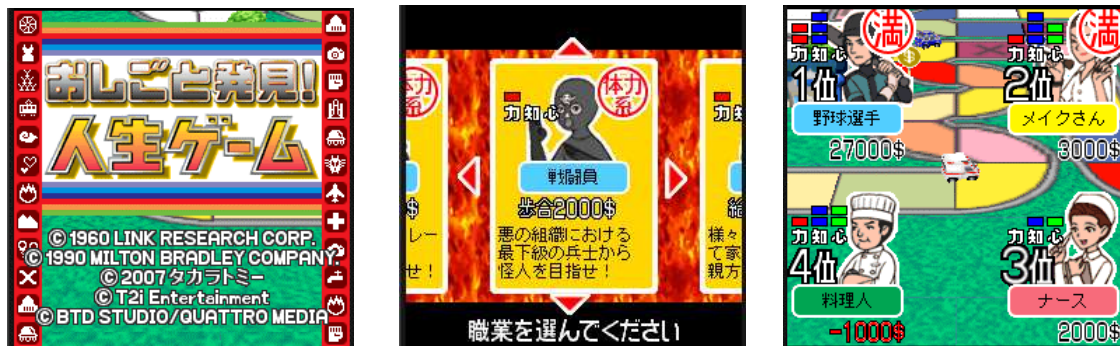 おしごと発見!
人生ゲーム
© 1960 LINK RESEARCH CORP.
© 1990 MILTON BRADLEY COMPANY.
© 2007 タカラトミー
© T2i Entertainment
© BTD STUDIO/QUATTRO MEDIA
体力系
力知心
戦闘員
歩合2000$
悪の組織における
最下級の兵士から
怪人を目指せ!
職業を選んでください
満
力知心
1位
野球選手
27000$
満
力知心
2位
メイクさん
3000$
力知心
4位
料理人
-1000$
力知心
3位
ナース
2000$